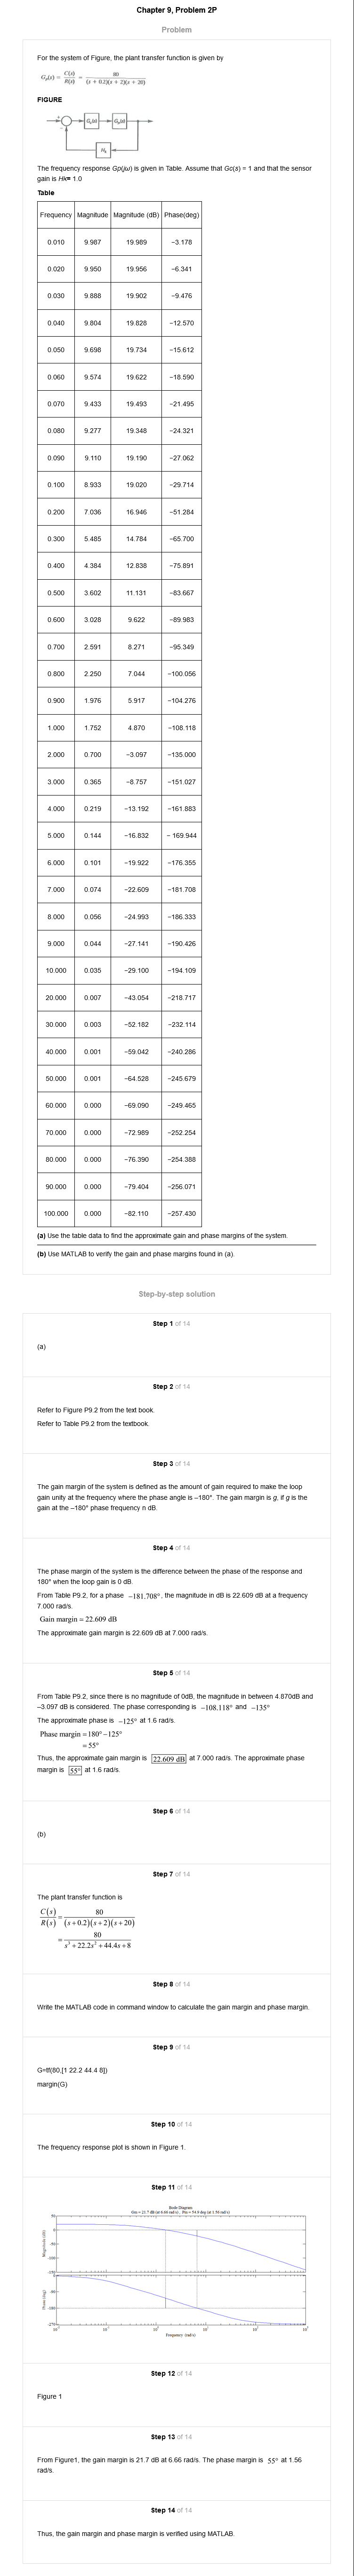 Chapter 9, Problem 2P
Problem
For the system of Figure, the plant transfer function is given by
Gp(s) = C(s)/R(s) = 80/((s + 0.2)(s + 2)(s + 20)
FIGURE
+
−
Gc(s)
Gp(s)
Hk
The frequency response Gp(jω) is given in Table. Assume that Gc(s) = 1 and that the sensor
gain is Hk= 1.0
Table
Frequency Magnitude Magnitude (dB) Phase(deg)
0.010 9.987 19.989 −3.178
0.020 9.950 19.956 −6.341
0.030 9.888 19.902 −9.476
0.040 9.804 19.828 −12.570
0.050 9.698 19.734 −15.612
0.060 9.574 19.622 −18.590
0.070 9.433 19.493 −21.495
0.080 9.277 19.348 −24.321
0.090 9.110 19.190 −27.062
0.100 8.933 19.020 −29.714
0.200 7.036 16.946 −51.284
0.300 5.485 14.784 −65.700
0.400 4.384 12.838 −75.891
0.500 3.602 11.131 −83.667
0.600 3.028 9.622 −89.983
0.700 2.591 8.271 −95.349
0.800 2.250 7.044 −100.056
0.900 1.976 5.917 −104.276
1.000 1.752 4.870 −108.118
2.000 0.700 −3.097 −135.000
3.000 0.365 −8.757 −151.027
4.000 0.219 −13.192 −161.883
5.000 0.144 −16.832 − 169.944
6.000 0.101 −19.922 −176.355
7.000 0.074 −22.609 −181.708
8.000 0.056 −24.993 −186.333
9.000 0.044 −27.141 −190.426
10.000 0.035 −29.100 −194.109
20.000 0.007 −43.054 −218.717
30.000 0.003 −52.182 −232.114
40.000 0.001 −59.042 −240.286
50.000 0.001 −64.528 −245.679
60.000 0.000 −69.090 −249.465
70.000 0.000 −72.989 −252.254
80.000 0.000 −76.390 −254.388
90.000 0.000 −79.404 −256.071
100.000 0.000 −82.110 −257.430
(a) Use the table data to find the approximate gain and phase margins of the system.
(b) Use MATLAB to verify the gain and phase margins found in (a).
Step-by-step solution
Step 1 of 14
(a)
Step 2 of 14
Refer to Figure P9.2 from the text book.
Refer to Table P9.2 from the textbook.
Step 3 of 14
The gain margin of the system is defined as the amount of gain required to make the loop
gain unity at the frequency where the phase angle is –180°. The gain margin is g, if g is the
gain at the –180° phase frequency n dB.
Step 4 of 14
The phase margin of the system is the difference between the phase of the response and
180° when the loop gain is 0 dB.
From Table P9.2, for a phase −181.708°, the magnitude in dB is 22.609 dB at a frequency
7.000 rad/s.
Gain margin = 22.609 dB
The approximate gain margin is 22.609 dB at 7.000 rad/s.
Step 5 of 14
From Table P9.2, since there is no magnitude of 0dB, the magnitude in between 4.870dB and
–3.097 dB is considered. The phase corresponding is −108.118° and −135°
The approximate phase is −125° at 1.6 rad/s.
Phase margin = 180° − 125°
= 55°
Thus, the approximate gain margin is 22.609 dB at 7.000 rad/s. The approximate phase
margin is 55° at 1.6 rad/s.
Step 6 of 14
(b)
Step 7 of 14
The plant transfer function is
C(s)/R(s) = 80/((s+0.2)(s+2)(s+20))
= 80/(s³ + 22.2s² + 44.4s + 8)
Step 8 of 14
Write the MATLAB code in command window to calculate the gain margin and phase margin.
Step 9 of 14
G=tf(80,[1 22.2 44.4 8])
margin(G)
Step 10 of 14
The frequency response plot is shown in Figure 1.
Step 11 of 14
Bode Diagram
Magnitude (dB)
Phase (deg)
Frequency (rad/s)
Step 12 of 14
Figure 1
Step 13 of 14
From Figure1, the gain margin is 21.7 dB at 6.66 rad/s. The phase margin is 55° at 1.56
rad/s.
Step 14 of 14
Thus, the gain margin and phase margin is verified using MATLAB.